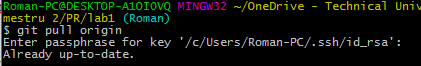 Roman-PC@DESKTOP-A1OIOVQ MINGW32 ~/OneDrive - Technical Univ
mestru 2/PR/lab1 (Roman)
$ git pull origin
Enter passphrase for key '/c/Users/Roman-PC/.ssh/id_rsa':
Already up-to-date.